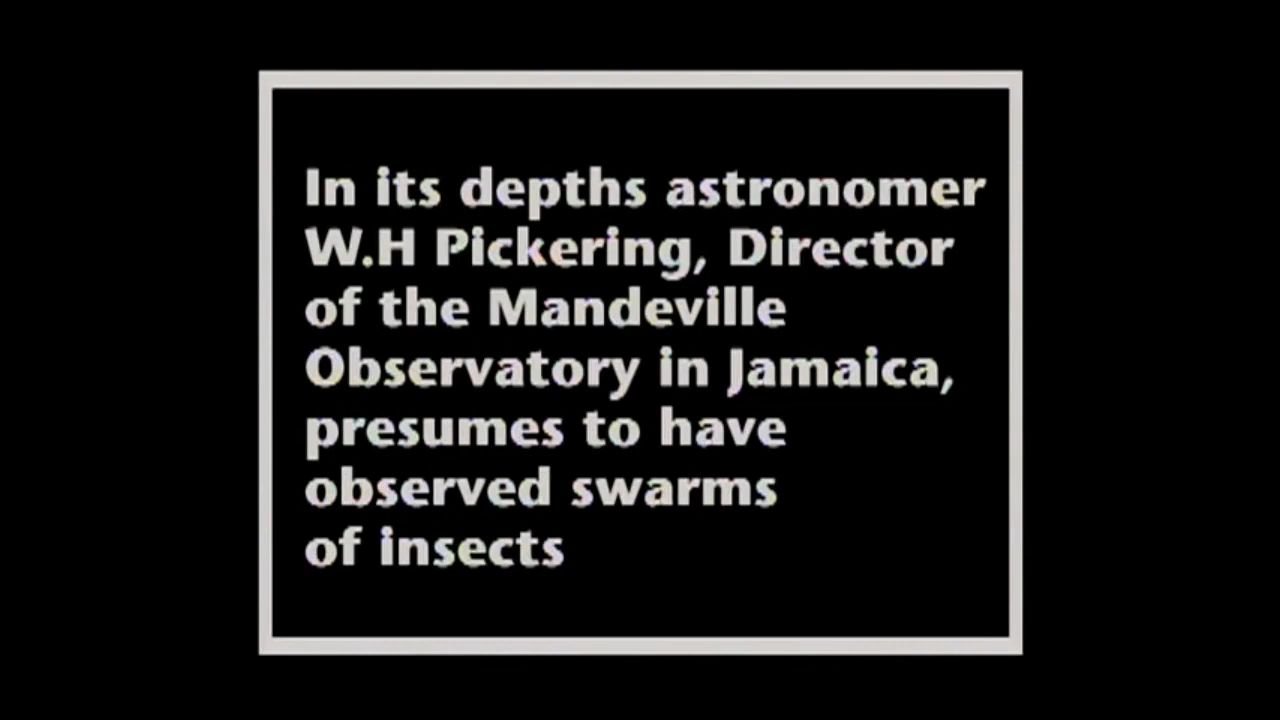 In its depths astronomer
W.H Pickering, Director
of the Mandeville
Observatory in Jamaica,
presumes to have
observed swarms
of insects